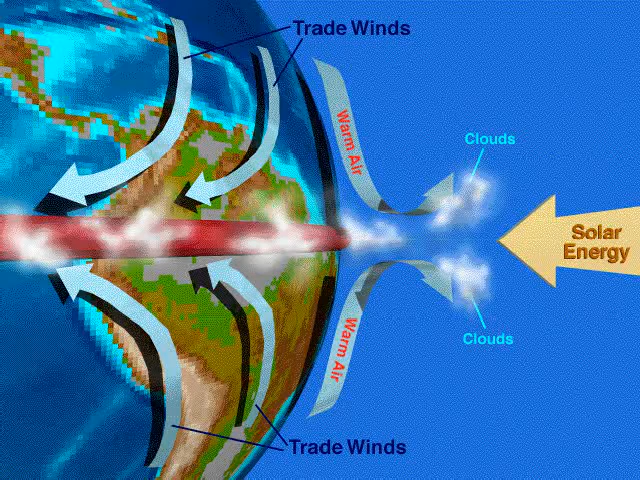 Trade Winds
Warm Air
Clouds
Solar
Energy
Warm Air
Clouds
Trade Winds